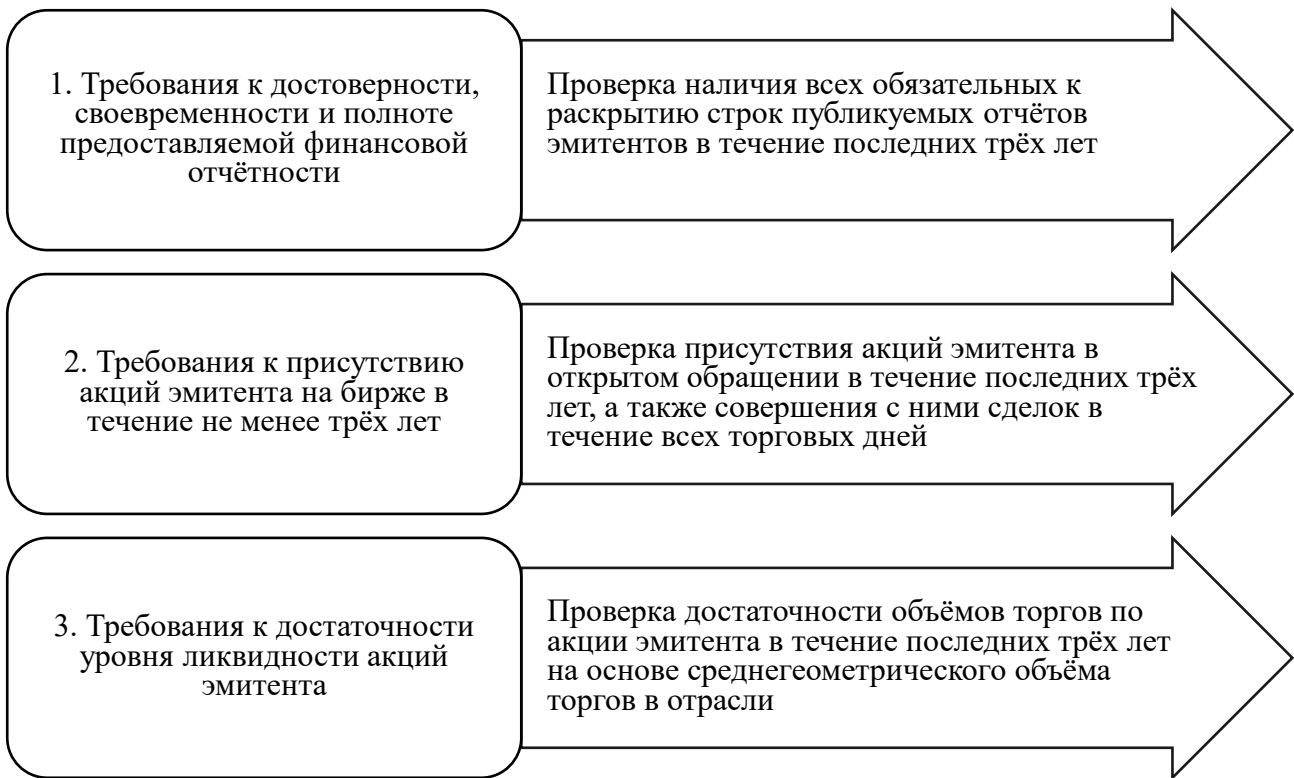 1. Требования к достоверности,
своевременности и полноте
предоставляемой финансовой
отчётности
Проверка наличия всех обязательных к
раскрытию строк публикуемых отчётов
эмитентов в течение последних трёх лет
2. Требования к присутствию
акций эмитента на бирже в
течение не менее трёх лет
Проверка присутствия акций эмитента в
открытом обращении в течение последних трёх
лет, а также совершения с ними сделок в
течение всех торговых дней
3. Требования к достаточности
уровня ликвидности акций
эмитента
Проверка достаточности объёмов торгов по
акции эмитента в течение последних трёх лет
на основе среднегеометрического объёма
торгов в отрасли